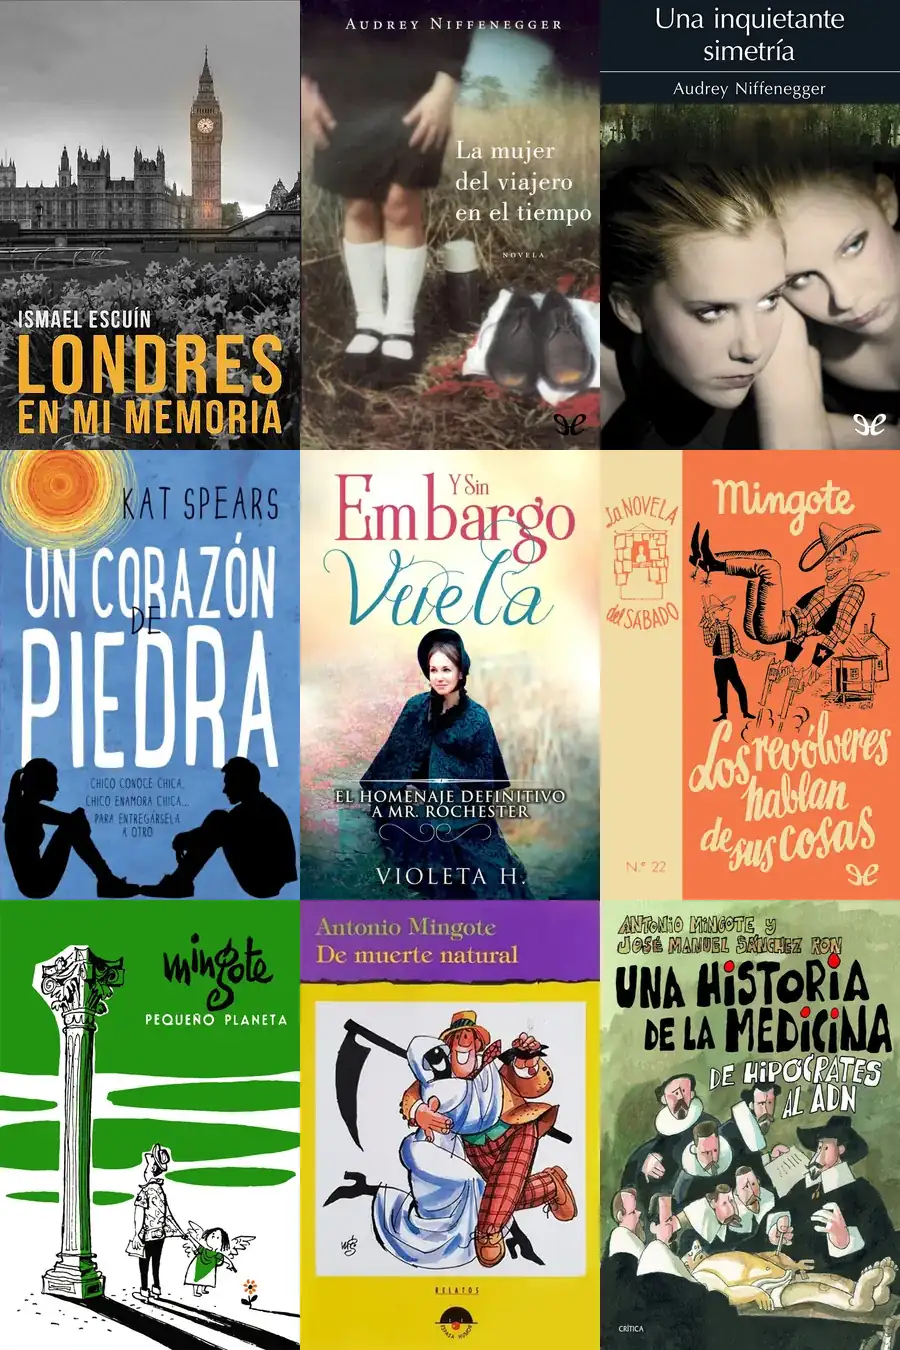 ISMAEL ESCUÍN
LONDRES
EN MI MEMORIA
AUDREY NIFFENEGGER
La mujer
del viajero
en el tiempo
NOVELA
Una inquietante
simetría
Audrey Niffenegger
KAT SPEARS
UN CORAZÓN
DE
PIEDRA
CHICO CONOCE CHICA,
CHICO ENAMORA CHICA...
PARA ENTREGÁRSELA
A OTRO
Y Sin
Embargo
Vuela
EL HOMENAJE DEFINITIVO
A MR. ROCHESTER
VIOLETA H.
La NOVELA
del SÁBADO
N.º 22
Mingote
Los revólveres
hablan
de sus cosas
mingote
PEQUEÑO PLANETA
Antonio Mingote
De muerte natural
RELATOS
ESPASA HUMOR
ANTONIO MINGOTE Y
JOSÉ MANUEL SÁNCHEZ RON
UNA HISTORIA
DE LA MEDICINA
DE HIPÓCRATES
AL ADN
CRÍTICA